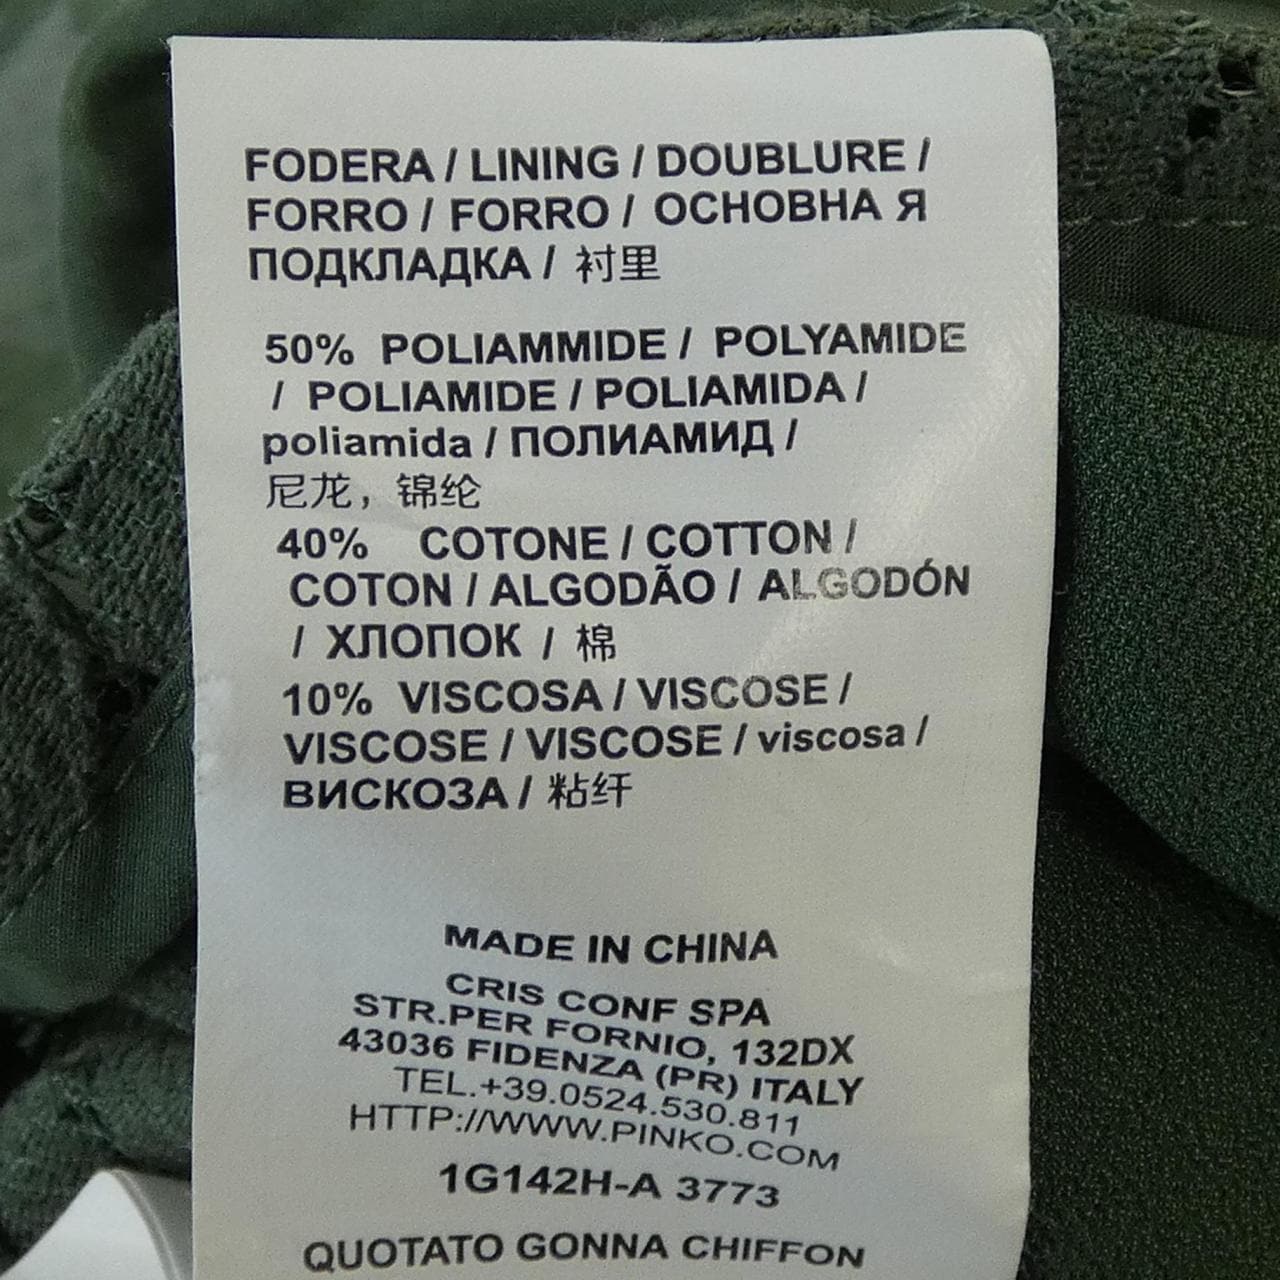 FODERA / LINING / DOUBLURE /
FORRO / FORRO / ОСНОВНА Я
ПОДКЛАДКА / 衬里
50% POLIAMMIDE / POLYAMIDE
/ POLIAMIDE / POLIAMIDA /
poliamida / ПОЛИАМИД /
尼龙，锦纶
40% COTONE / COTTON /
COTON / ALGODÃO / ALGODÓN
/ ХЛОПОК / 棉
10% VISCOSA / VISCOSE /
VISCOSE / VISCOSE / viscosa /
ВИСКОЗА / 粘纤
MADE IN CHINA
CRIS CONF SPA
STR.PER FORNIO, 132DX
43036 FIDENZA (PR) ITALY
TEL.+39.0524.530.811
HTTP://WWW.PINKO.COM
1G142H-A 3773
QUOTATO GONNA CHIFFON